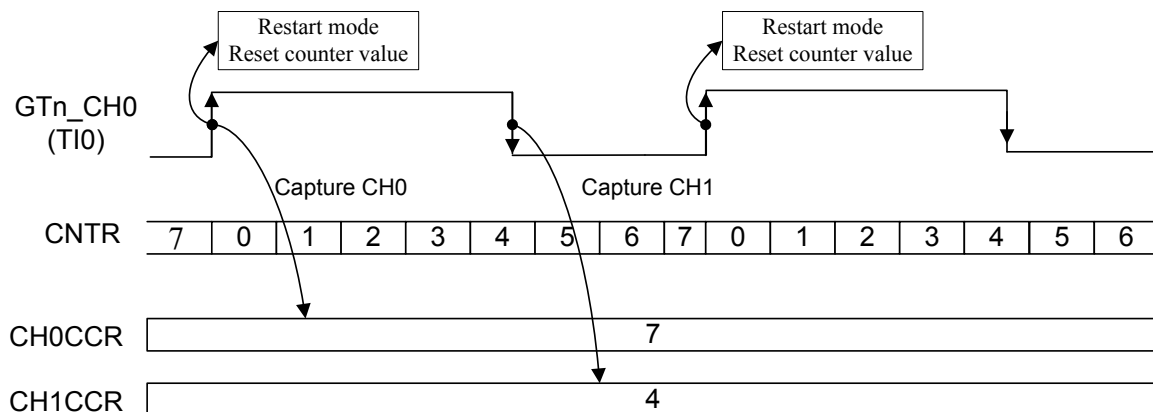 Restart mode
Reset counter value
Restart mode
Reset counter value
GTn_CH0
(TI0)
Capture CH0
Capture CH1
CNTR
7 0 1 2 3 4 5 6 7 0 1 2 3 4 5 6
CH0CCR
7
CH1CCR
4